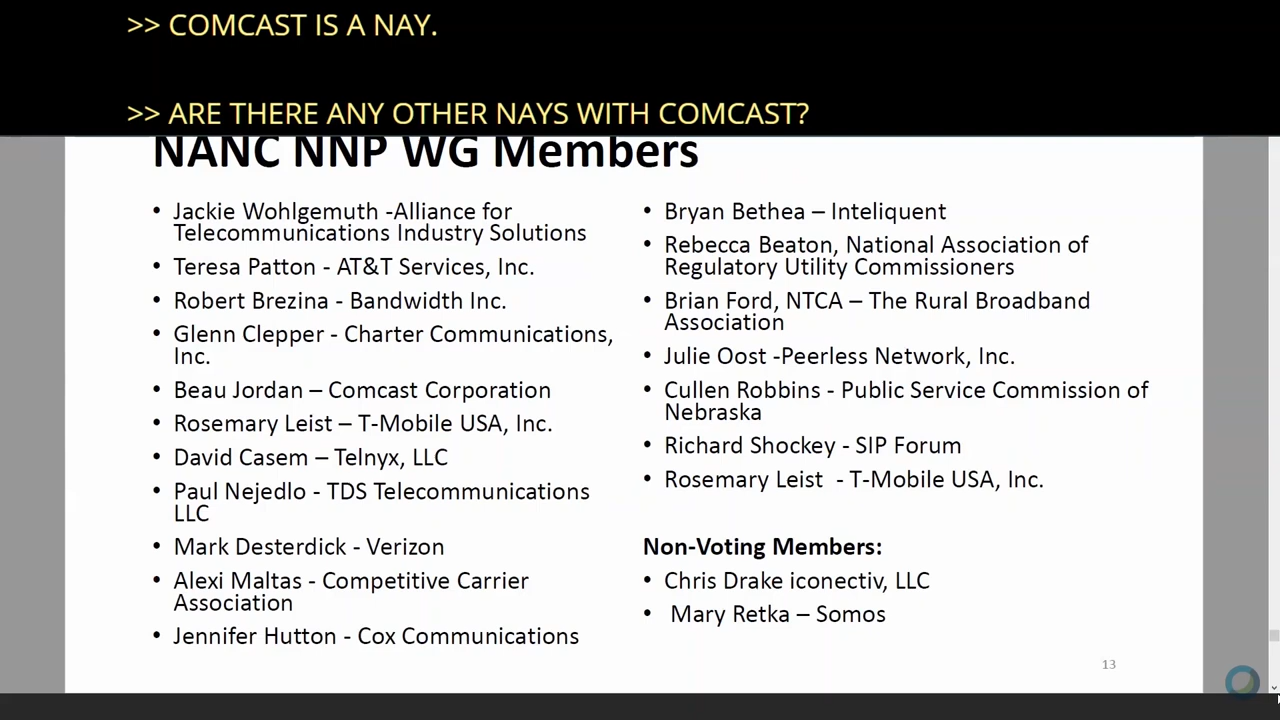 >> COMCAST IS A NAY.
>> ARE THERE ANY OTHER NAYS WITH COMCAST?
NANC NNP WG Members
• Jackie Wohlgemuth -Alliance for
Telecommunications Industry Solutions
• Teresa Patton - AT&T Services, Inc.
• Robert Brezina - Bandwidth Inc.
• Glenn Clepper - Charter Communications,
Inc.
• Beau Jordan – Comcast Corporation
• Rosemary Leist – T-Mobile USA, Inc.
• David Casem – Telnyx, LLC
• Paul Nejedlo - TDS Telecommunications
LLC
• Mark Desterdick - Verizon
• Alexi Maltas - Competitive Carrier
Association
• Jennifer Hutton - Cox Communications
• Bryan Bethea – Inteliquent
• Rebecca Beaton, National Association of
Regulatory Utility Commissioners
• Brian Ford, NTCA – The Rural Broadband
Association
• Julie Oost -Peerless Network, Inc.
• Cullen Robbins - Public Service Commission of
Nebraska
• Richard Shockey - SIP Forum
• Rosemary Leist - T-Mobile USA, Inc.
Non-Voting Members:
• Chris Drake iconectiv, LLC
• Mary Retka – Somos
13